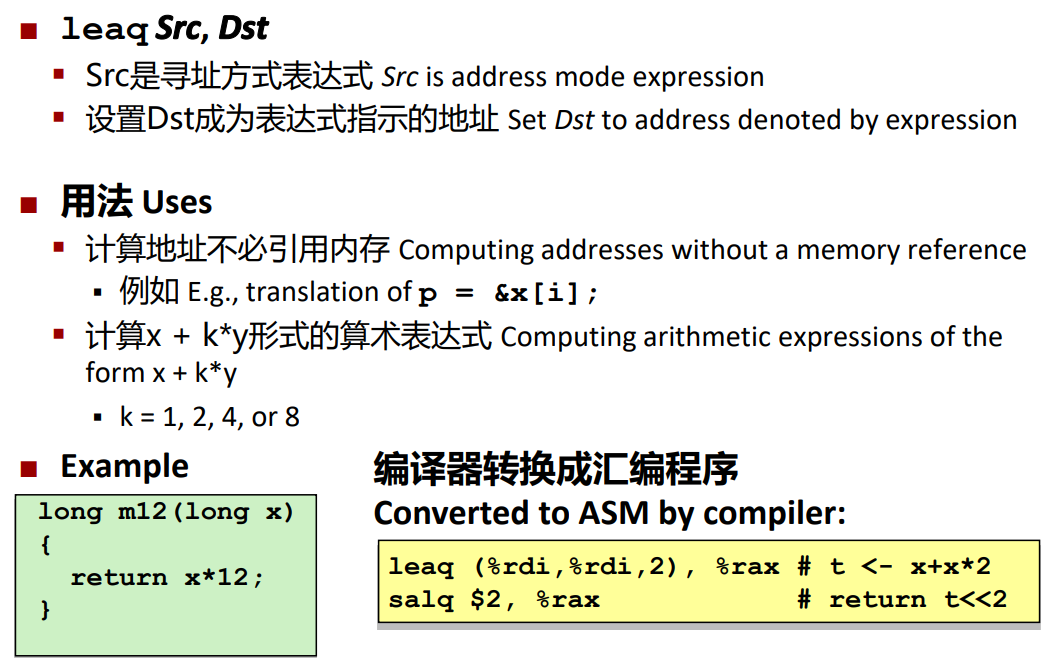 leaq Src, Dst
Src是寻址方式表达式 Src is address mode expression
设置Dst成为表达式指示的地址 Set Dst to address denoted by expression
用法 Uses
计算地址不必引用内存 Computing addresses without a memory reference
例如 E.g., translation of p = &x[i];
计算x + k*y形式的算术表达式 Computing arithmetic expressions of the
form x + k*y
k = 1, 2, 4, or 8
Example
long m12(long x)
{
return x*12;
}
编译器转换成汇编程序
Converted to ASM by compiler:
leaq (%rdi,%rdi,2), %rax # t <- x+x*2
salq $2, %rax # return t<<2